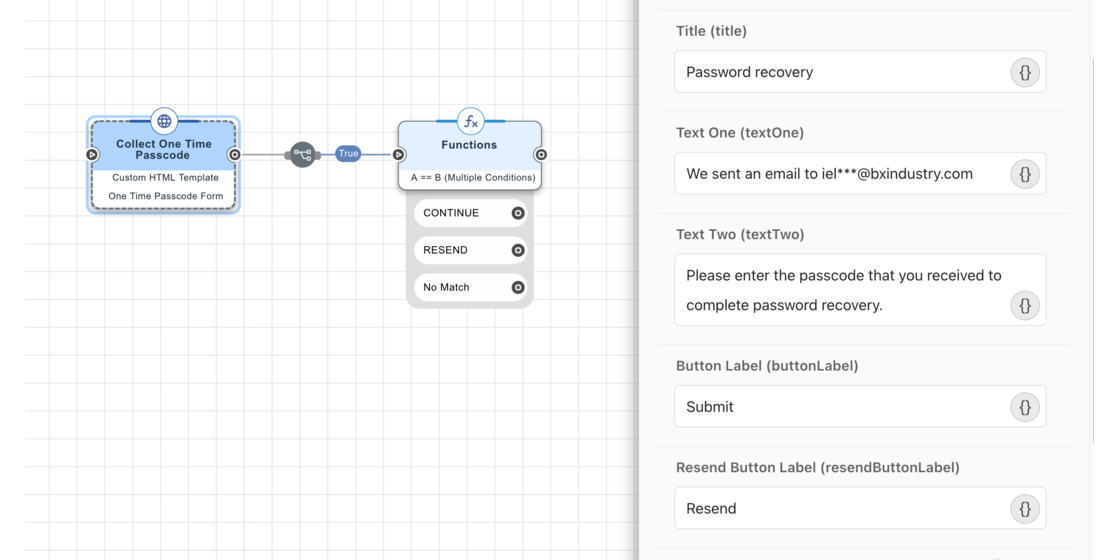 Collect One Time
Passcode
Custom HTML Template
One Time Passcode Form
True
fx
Functions
A == B (Multiple Conditions)
CONTINUE
RESEND
No Match
Title (title)
Password recovery
{}
Text One (textOne)
We sent an email to iel***@bxindustry.com
{}
Text Two (textTwo)
Please enter the passcode that you received to
complete password recovery.
{}
Button Label (buttonLabel)
Submit
{}
Resend Button Label (resendButtonLabel)
Resend
{}